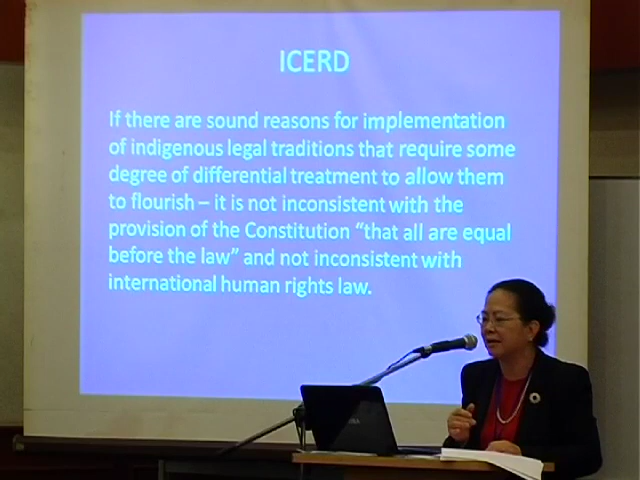 ICERD
If there are sound reasons for implementation
of indigenous legal traditions that require some
degree of differential treatment to allow them
to flourish – it is not inconsistent with the
provision of the Constitution “that all are equal
before the law” and not inconsistent with
international human rights law.